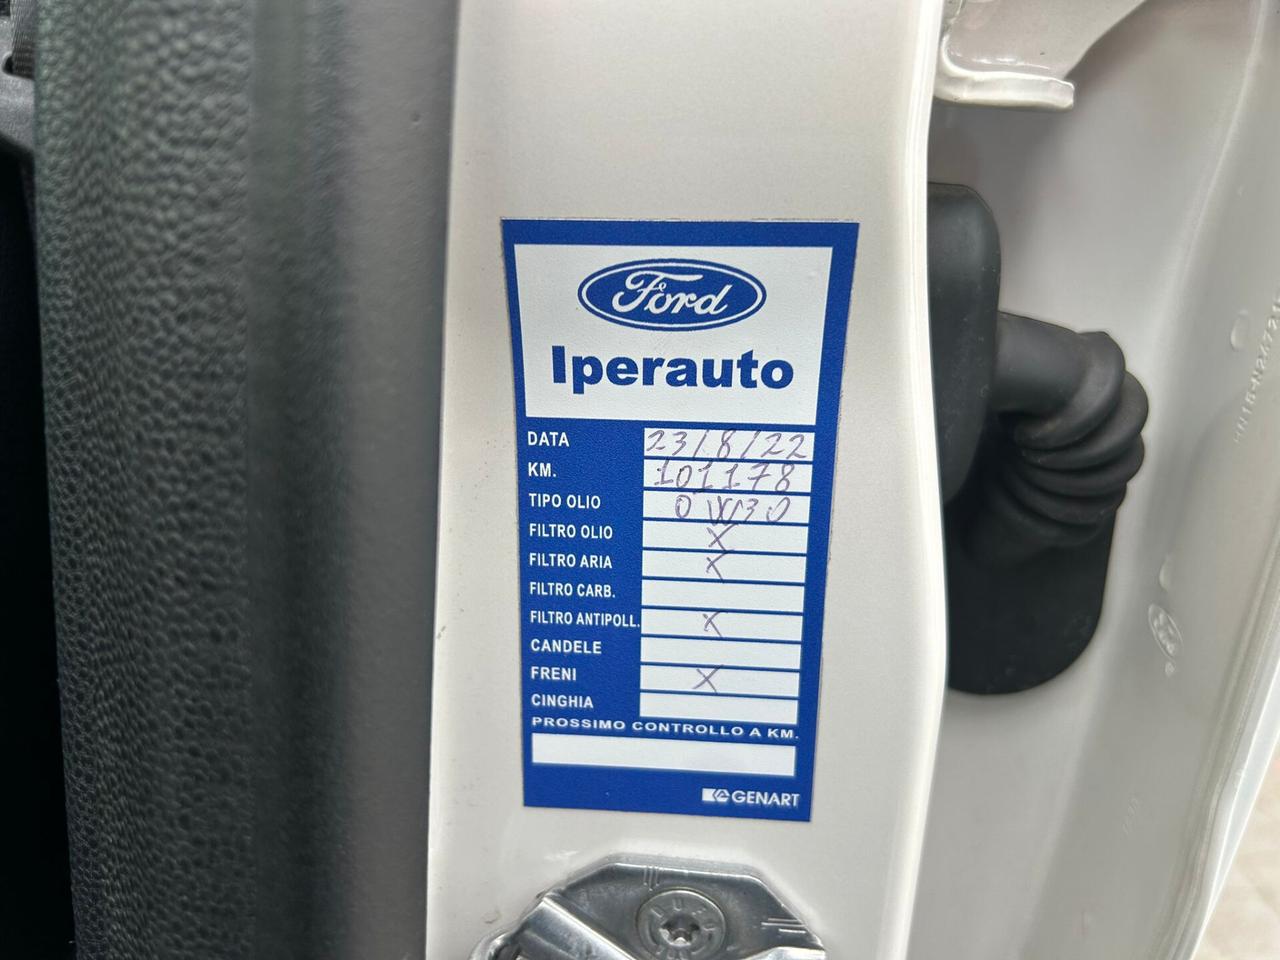 Ford
Iperauto
DATA 23/8/22
KM. 101178
TIPO OLIO 0W30
FILTRO OLIO X
FILTRO ARIA X
FILTRO CARB.
FILTRO ANTIPOLL. X
CANDELE
FRENI X
CINGHIA
PROSSIMO CONTROLLO A KM.
GENART
Ford